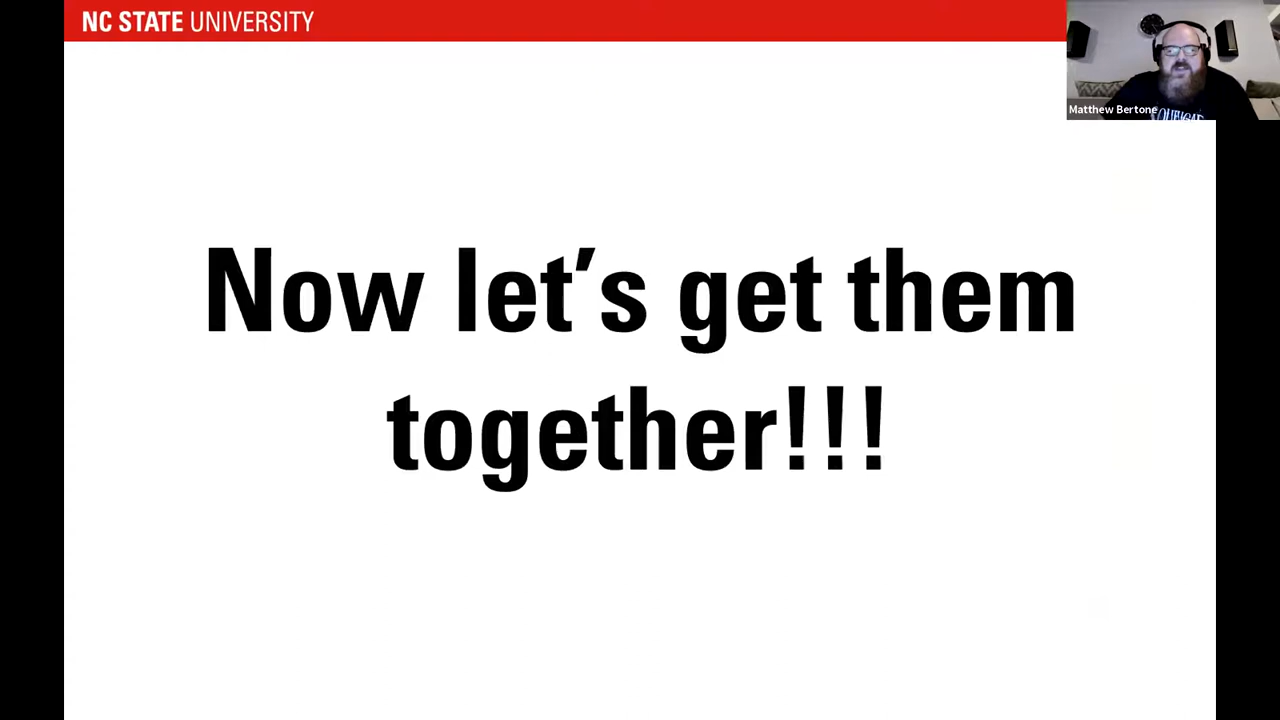 NC STATE UNIVERSITY
Matthew Bertone
Now let's get them
together!!!